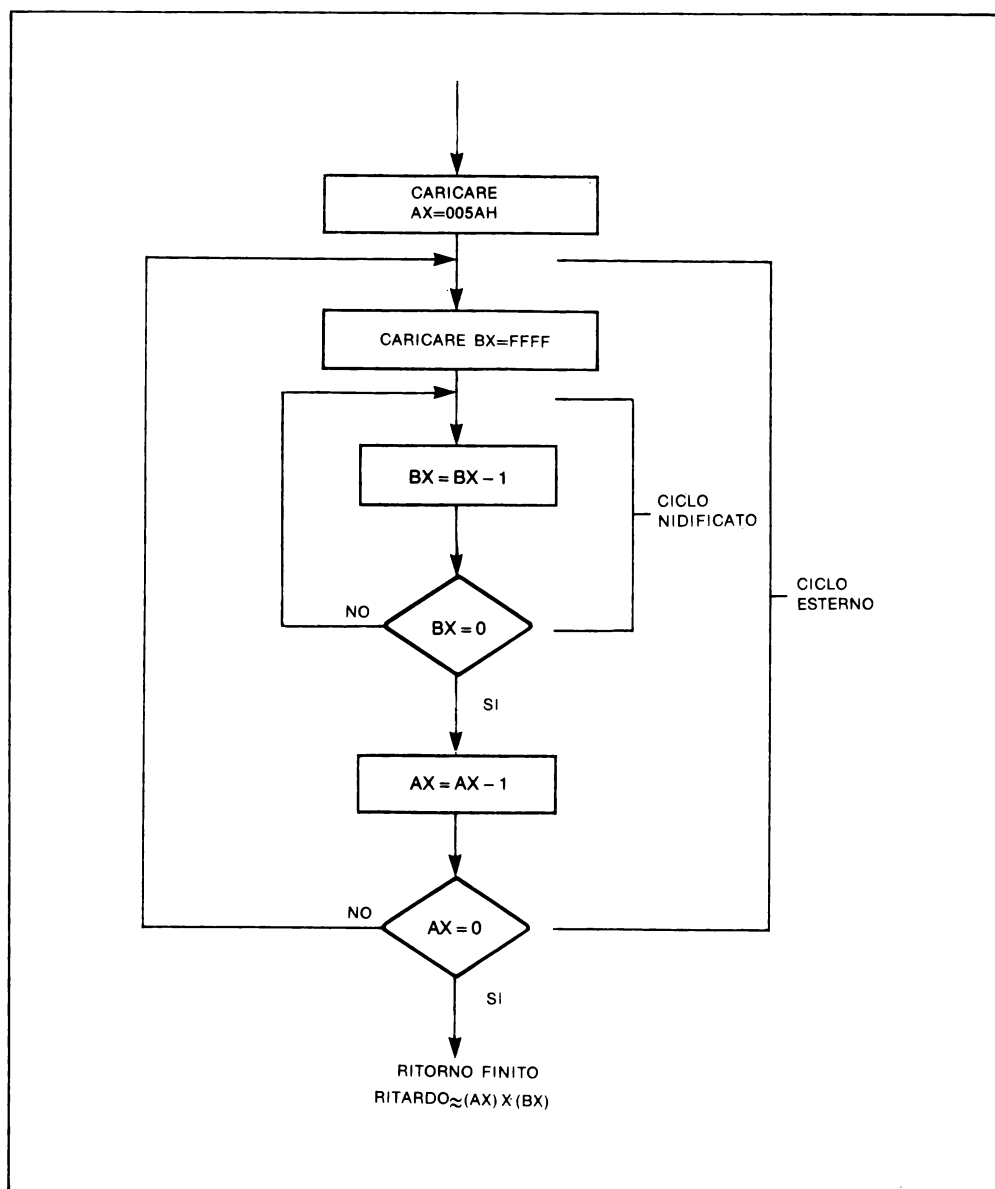 CARICARE
AX=005AH
CARICARE BX=FFFF
BX = BX - 1
CICLO
NIDIFICATO
CICLO
ESTERNO
NO
BX = 0
SI
AX = AX - 1
NO
AX = 0
SI
RITORNO FINITO
RITARDO≈(AX) X (BX)